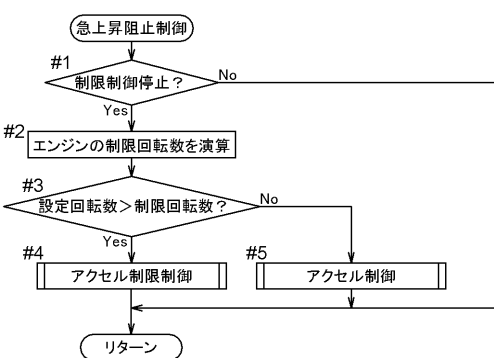 急上昇阻止制御
#1
制限制御停止？
No
Yes
#2
エンジンの制限回転数を演算
#3
設定回転数＞制限回転数？
No
Yes
#4
アクセル制限制御
#5
アクセル制御
リターン